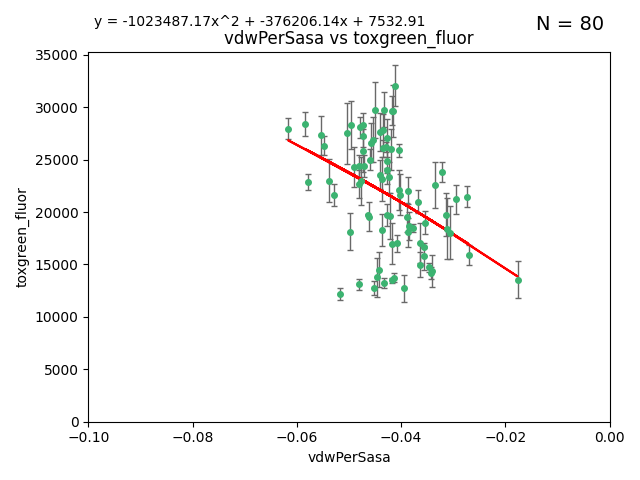 y = -1023487.17x^2 + -376206.14x + 7532.91
N = 80
vdwPerSasa vs toxgreen_fluor
35000
30000
25000
20000
15000
10000
5000
0
toxgreen_fluor
−0.10
−0.08
−0.06
−0.04
−0.02
0.00
vdwPerSasa